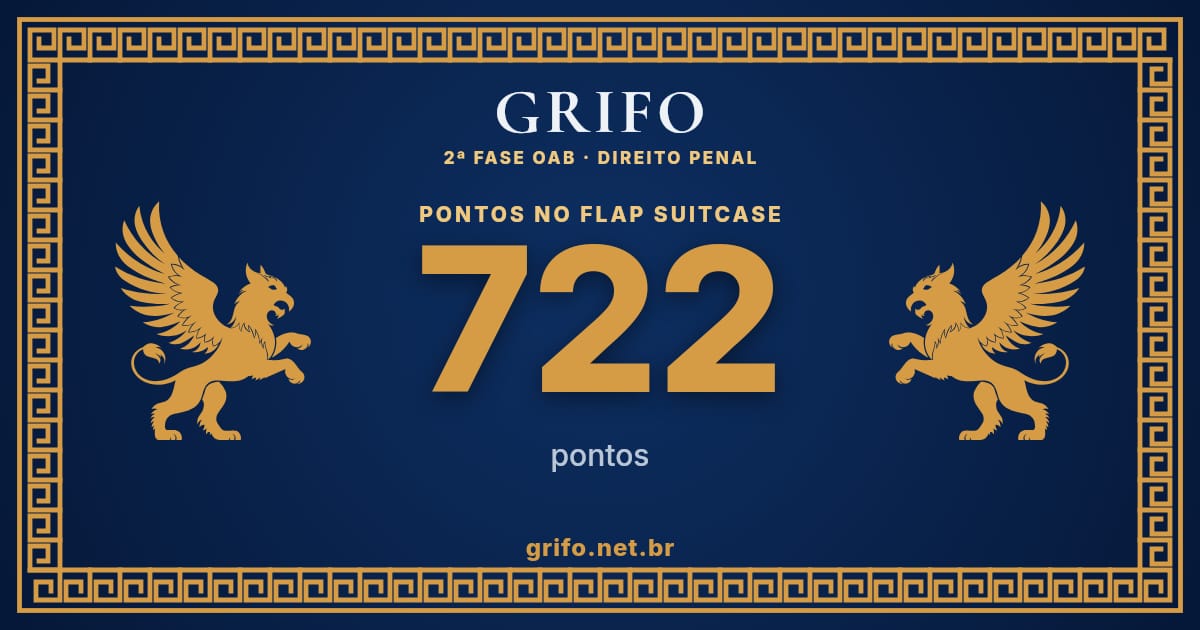 GRIFO
2ª FASE OAB · DIREITO PENAL
PONTOS NO FLAP SUITCASE
722
pontos
grifo.net.br